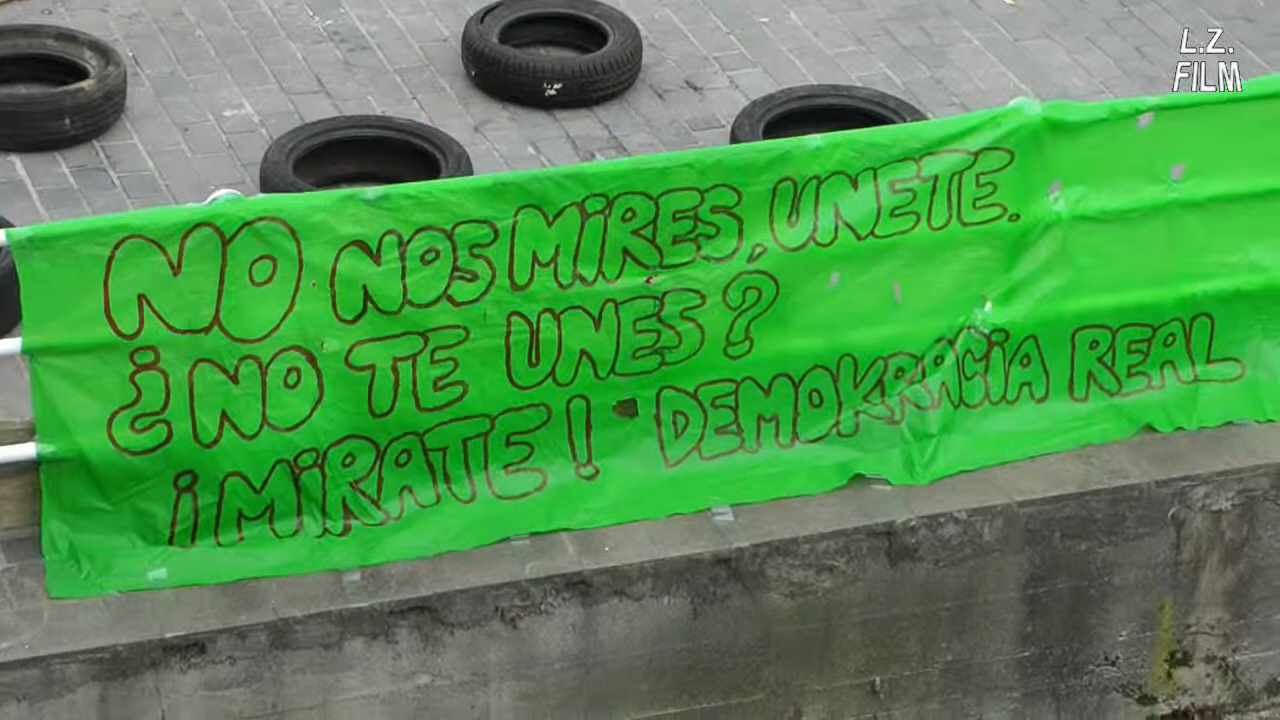 L.Z.
FILM
NO NOS MiRES, UNETE.
¿NO TE UNES?
¡MiRATE! DEMOKRACiA REAL